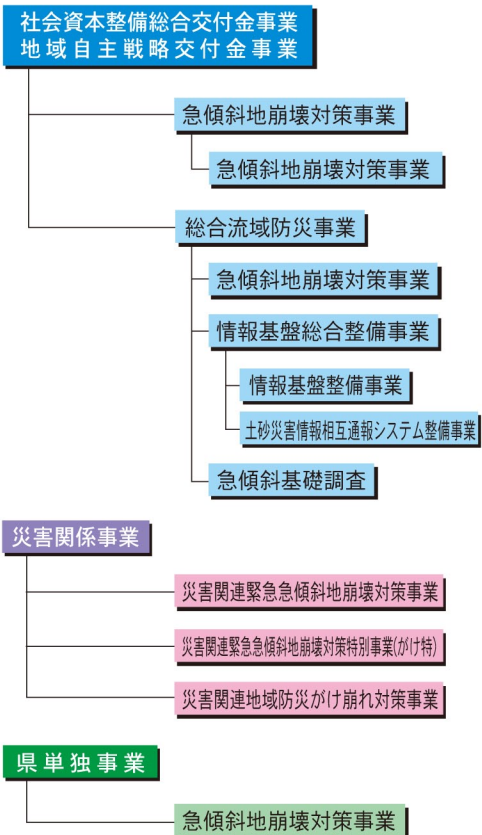 社会資本整備総合交付金事業
地域自主戦略交付金事業
急傾斜地崩壊対策事業
急傾斜地崩壊対策事業
総合流域防災事業
急傾斜地崩壊対策事業
情報基盤総合整備事業
情報基盤整備事業
土砂災害情報相互通報システム整備事業
急傾斜基礎調査
災害関係事業
災害関連緊急急傾斜地崩壊対策事業
災害関連緊急急傾斜地崩壊対策特別事業(がけ特)
災害関連地域防災がけ崩れ対策事業
県単独事業
急傾斜地崩壊対策事業